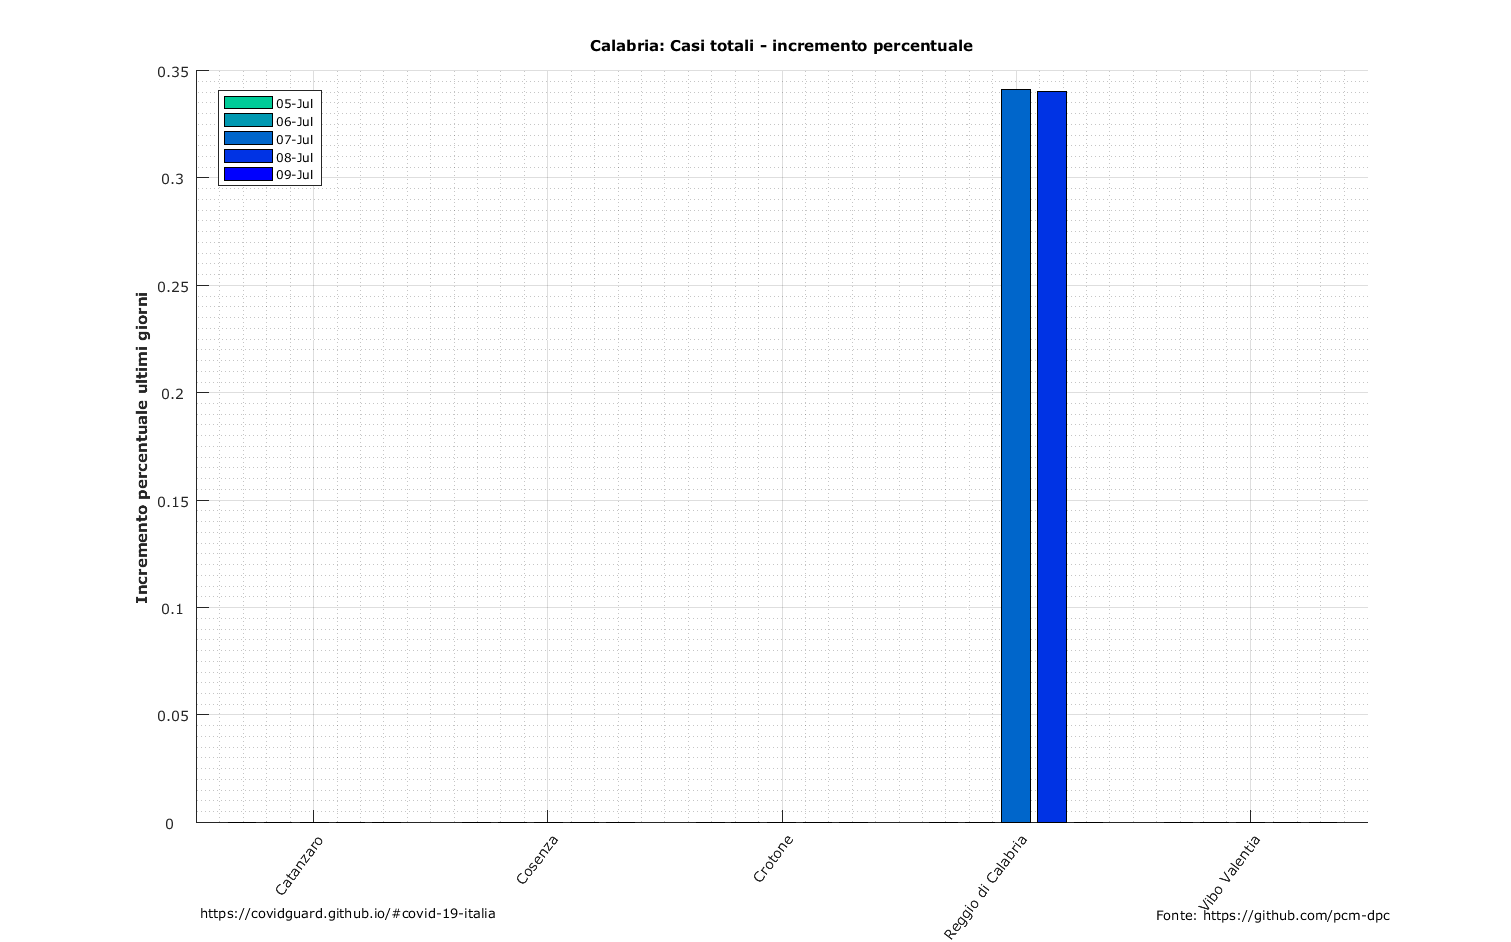 Calabria: Casi totali - incremento percentuale
0.35
0.3
0.25
0.2
0.15
0.1
0.05
0
Incremento percentuale ultimi giorni
05-Jul
06-Jul
07-Jul
08-Jul
09-Jul
Catanzaro
Cosenza
Crotone
Reggio di Calabria
Vibo Valentia
https://covidguard.github.io/#covid-19-italia
Fonte: https://github.com/pcm-dpc